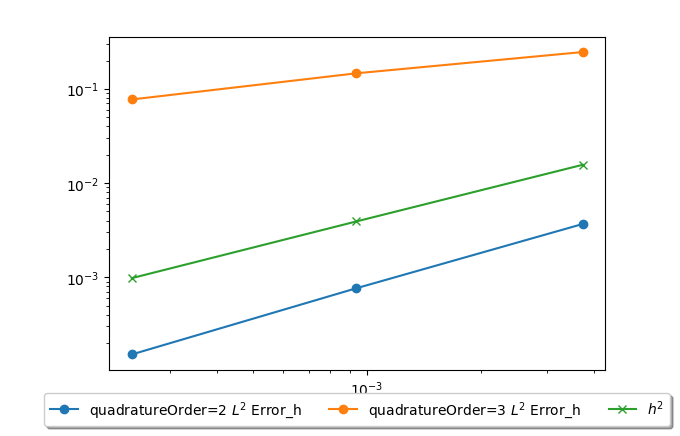 10⁻¹
10⁻²
10⁻³
10⁻³
quadratureOrder=2 L² Error_h quadratureOrder=3 L² Error_h h²